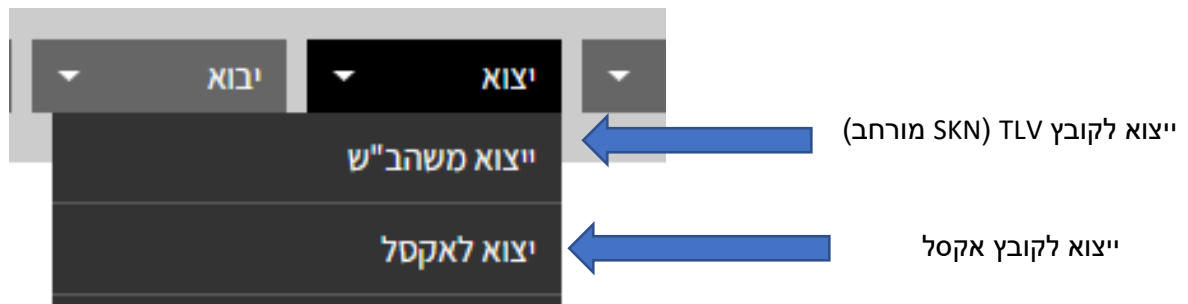 יצוא
יבוא
ייצוא משהב"ש
ייצוא לקובץ TLV (SKN מורחב)
יצוא לאקסל
ייצוא לקובץ אקסל